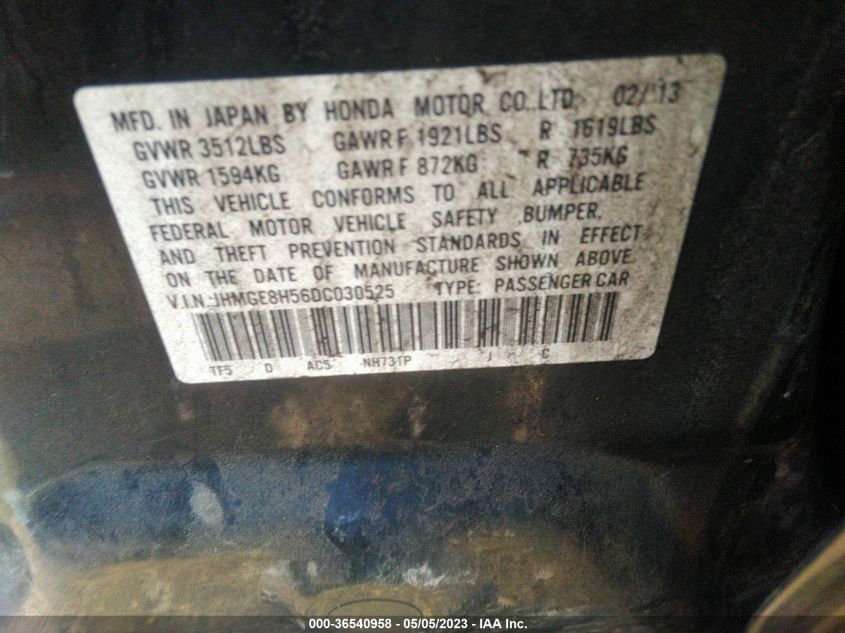 MFD. IN JAPAN BY HONDA MOTOR CO.,LTD. 02/'13
GVWR 3512LBS GAWR F 1921LBS R 1619LBS
GVWR 1594KG GAWR F 872KG R 735KG
THIS VEHICLE CONFORMS TO ALL APPLICABLE
FEDERAL MOTOR VEHICLE SAFETY BUMPER,
AND THEFT PREVENTION STANDARDS IN EFFECT
ON THE DATE OF MANUFACTURE SHOWN ABOVE.
V.I.N.:JHMGE8H56DC030525 TYPE: PASSENGER CAR
TF5 D AC5 NH731P J C
000-36540958 - 05/05/2023 - IAA Inc.